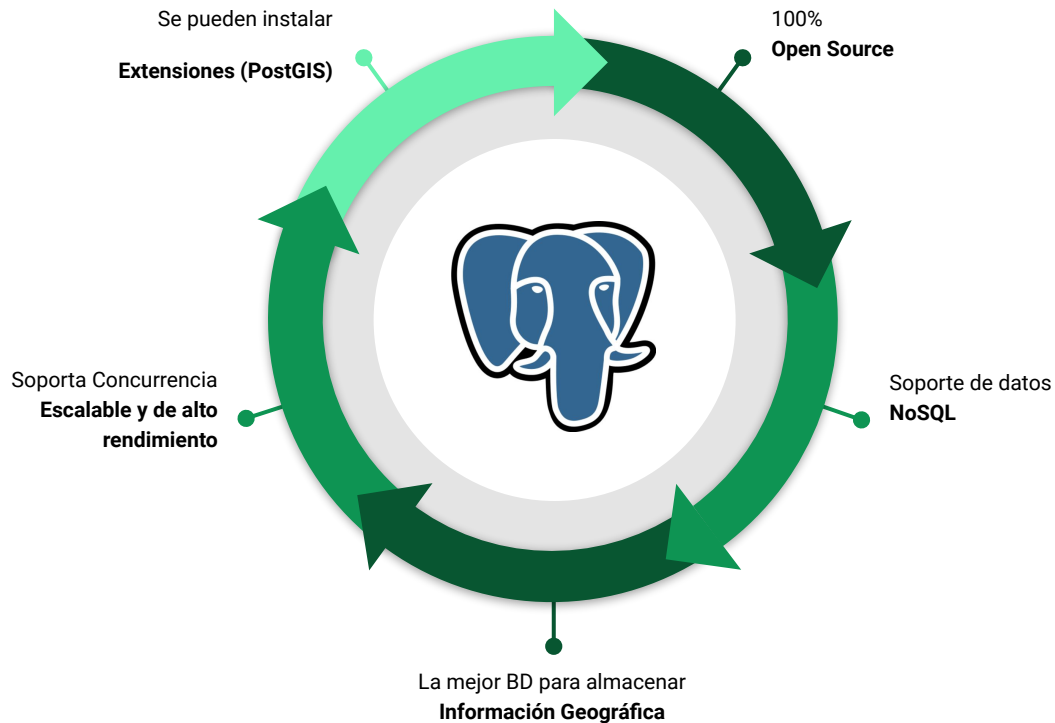 Se pueden instalar
Extensiones (PostGIS)
100%
Open Source
Soporte de datos
NoSQL
La mejor BD para almacenar
Información Geográfica
Soporta Concurrencia
Escalable y de alto
rendimiento